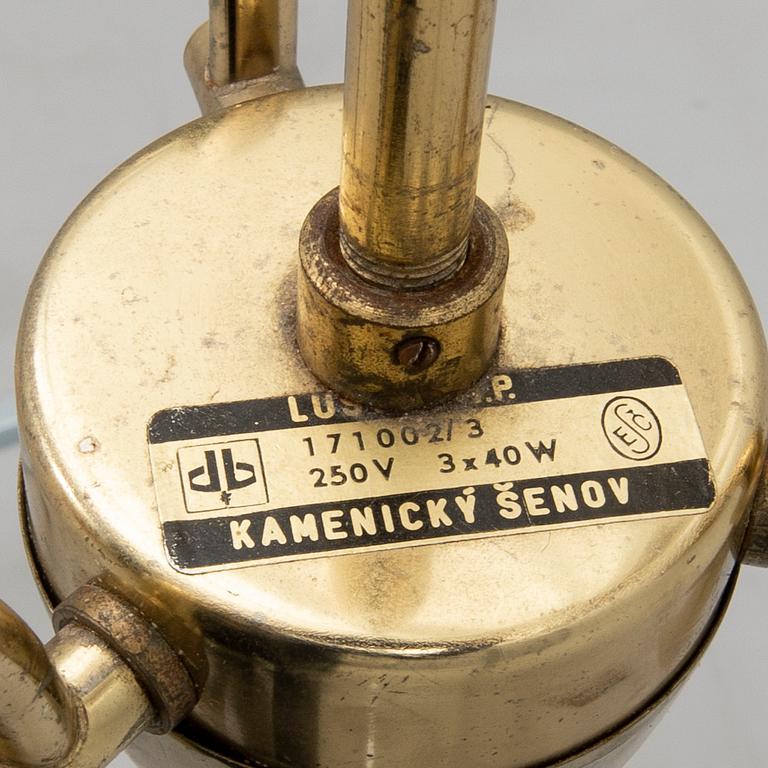 171002/3
250V 3x40W
KAMENICKÝ ŠENOV